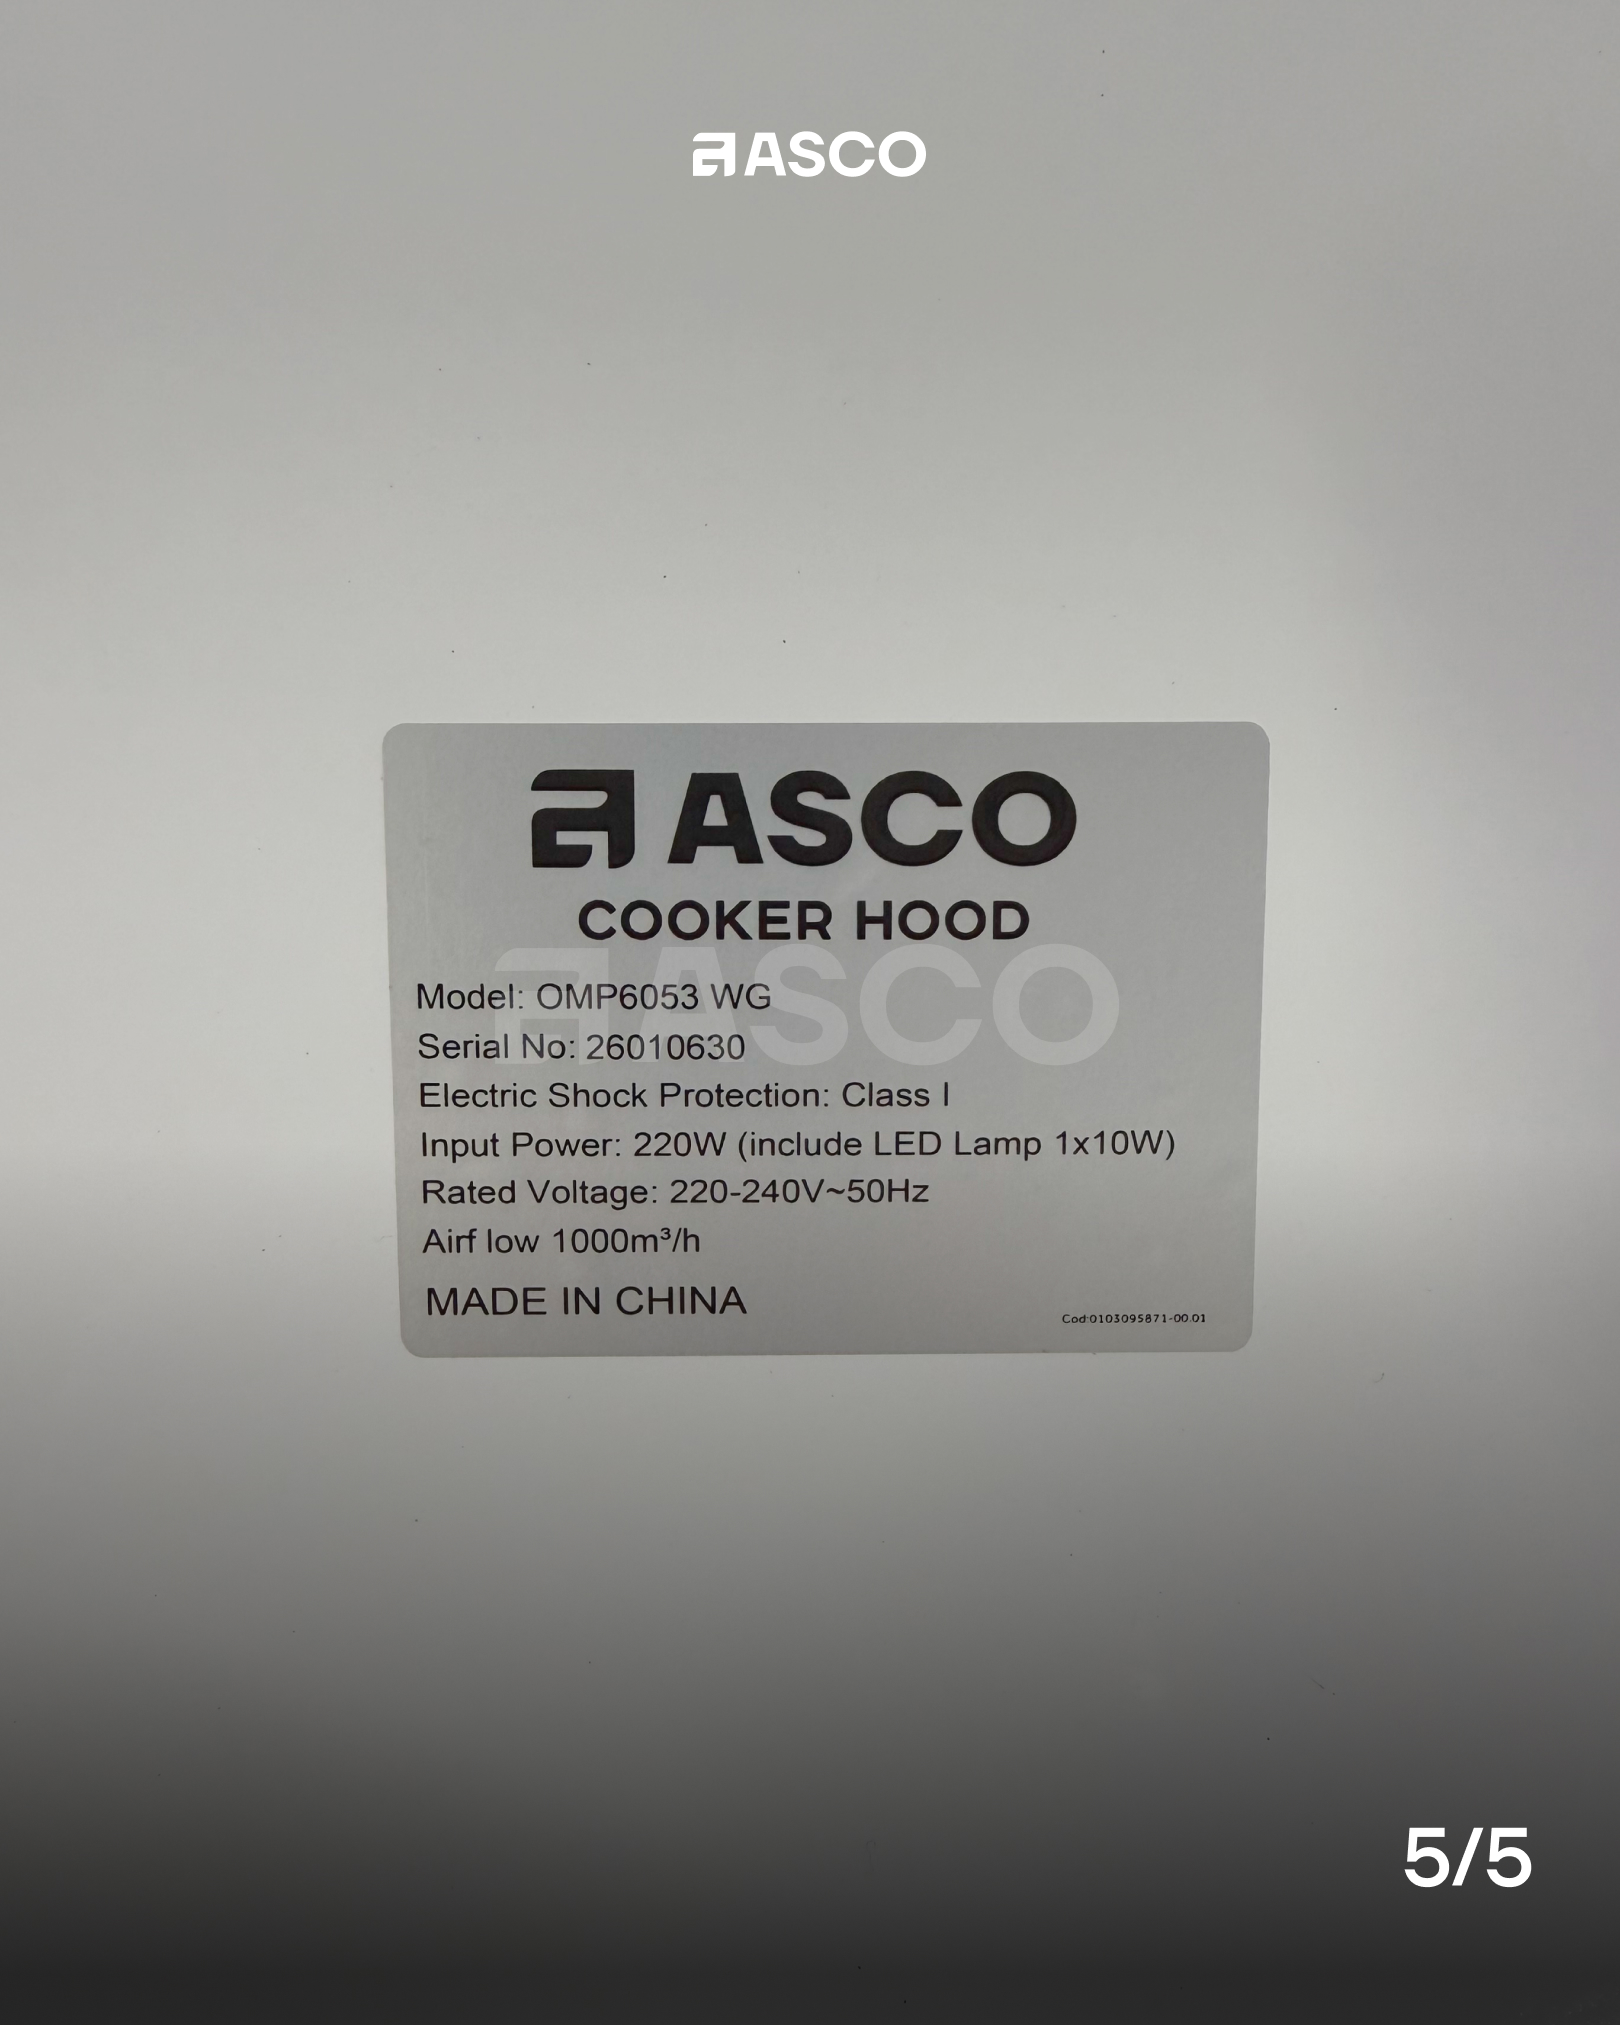 ASCO
ASCO
COOKER HOOD
ASCO
Model: OMP6053 WG
Serial No: 26010630
Electric Shock Protection: Class I
Input Power: 220W (include LED Lamp 1x10W)
Rated Voltage: 220-240V~50Hz
Airf low 1000m³/h
MADE IN CHINA
Cod:0103095871-00.01
5/5